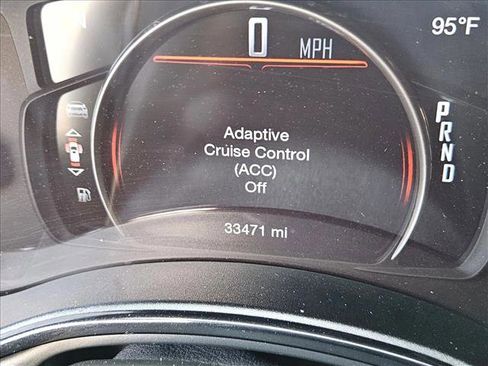 0 MPH
95°F
Adaptive
Cruise Control
(ACC)
Off
33471 mi
P
R
N
D